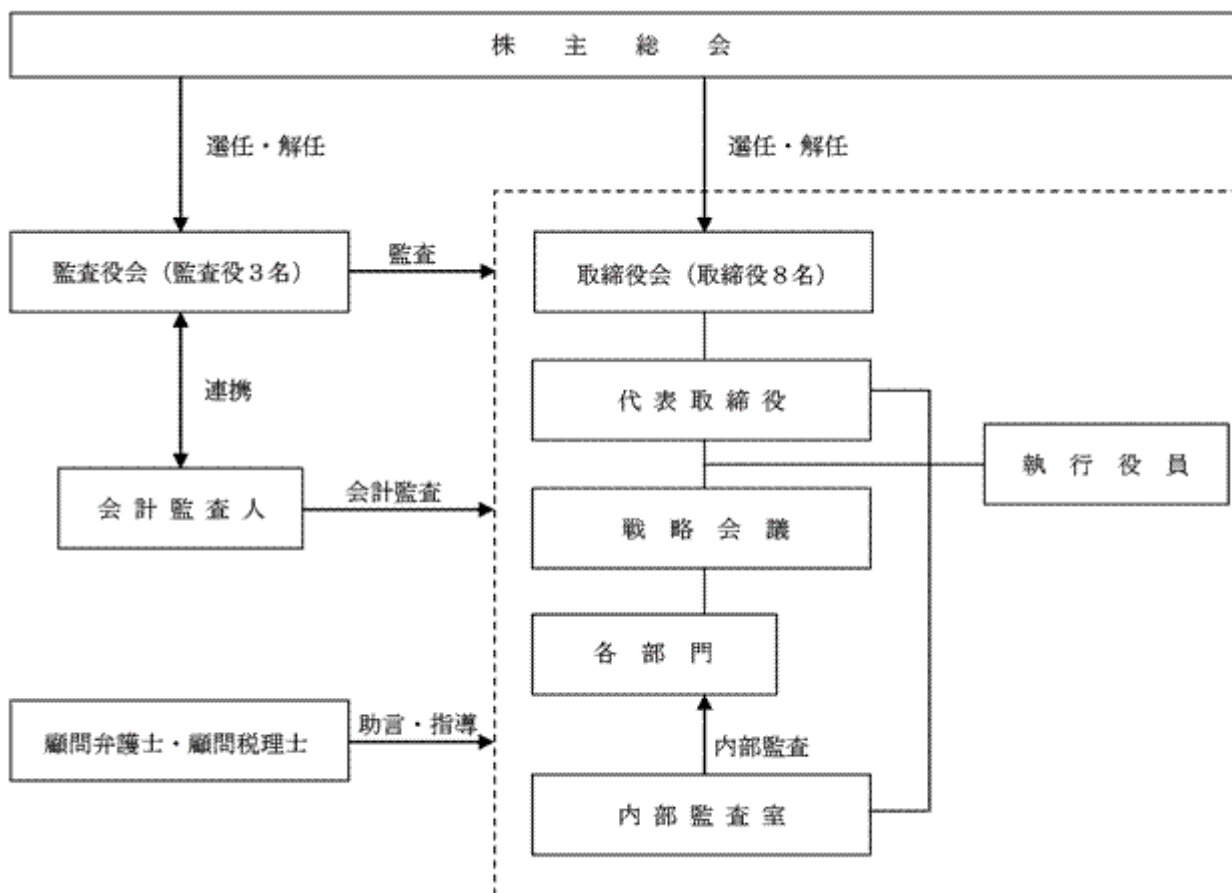 株主総会
選任・解任
選任・解任
監査役会（監査役３名）
監査
取締役会（取締役８名）
連携
代表取締役
執行役員
会計監査人
会計監査
戦略会議
各部門
顧問弁護士・顧問税理士
助言・指導
内部監査
内部監査室